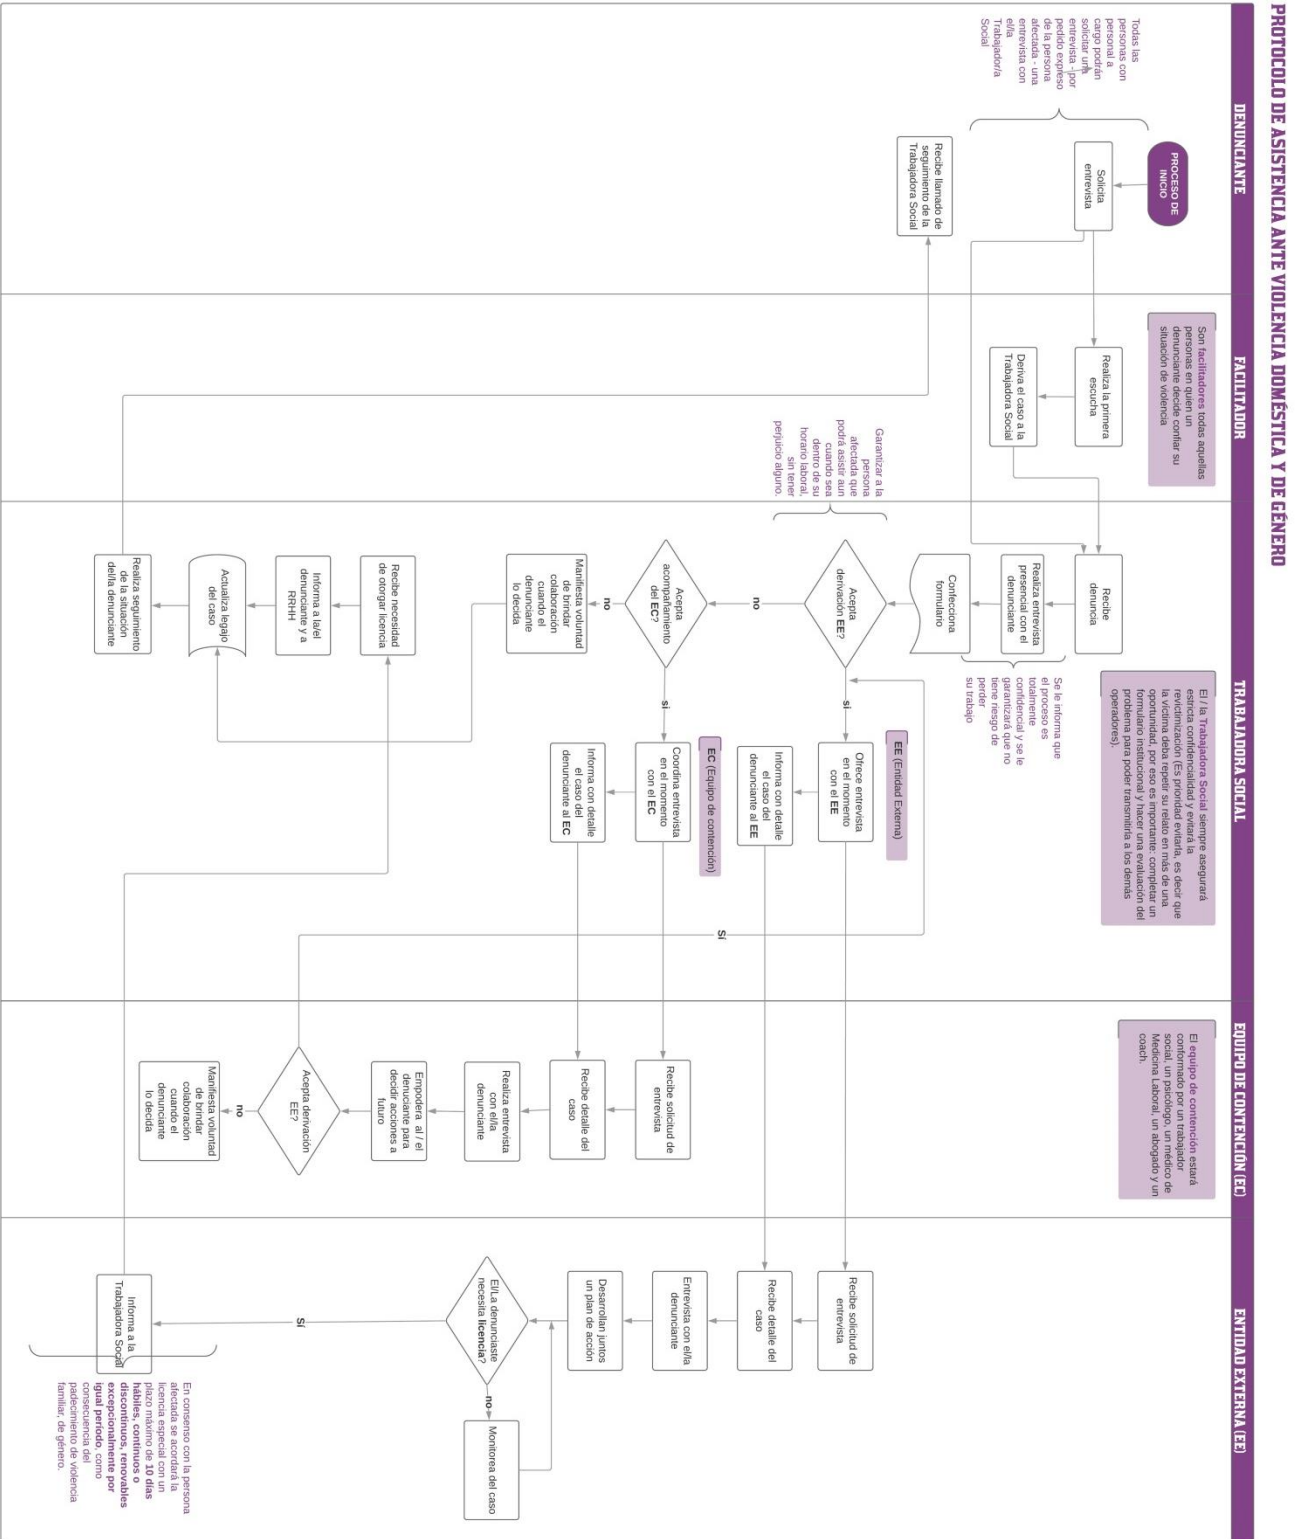 PROTOCOLO DE ASISTENCIA ANTE VIOLENCIA DOMÉSTICA Y DE GÉNERO
DENUNCIANTE
PROCESO DE
INICIO
Solicita
entrevista
Todas las
personas con
personal a
cargo podrán
solicitar una
entrevista - por
pedido expreso
de la persona
afectada - una
entrevista con
el/la
Trabajador/a
Social
Recibe llamado de
seguimiento de la
Trabajadora Social
FACILITADOR
Son facilitadores todas aquellas
personas en quien un
denunciante decide confiar su
situación de violencia
Realiza la primera
escucha
Deriva el caso a la
Trabajadora Social
TRABAJADORA SOCIAL
El / la Trabajadora Social siempre asegurará
estricta confidencialidad y evitará la
revictimización (Es prioridad evitarla, es decir que
la víctima deba repetir su relato en más de una
oportunidad, por eso es importante: completar un
formulario institucional y hacer una evaluación del
problema para poder transmitirla a los demás
operadores).
Recibe
denuncia
Realiza entrevista
presencial con el
denunciante
Se le informa que
el proceso es
totalmente
confidencial y se le
garantizará que no
tiene riesgo de
perder
su trabajo
Confecciona
formulario
Garantizar a la
persona
afectada que
podrá asistir aun
cuando sea
dentro de su
horario laboral,
sin tener
perjuicio alguno.
Acepta
derivación EE?
si
no
EE (Entidad Externa)
Ofrece entrevista
en el momento
con el EE
Informa con detalle
el caso del
denunciante al EE
Acepta
acompañamiento
del EC?
si
no
EC (Equipo de contención)
Coordina entrevista
en el momento
con el EC
Informa con detalle
el caso del
denunciante al EC
Manifiesta voluntad
de brindar
colaboración
cuando el
denunciante
lo decida
Recibe necesidad
de otorgar licencia
Informa a la/el
denunciante y a
RRHH
Actualiza legajo
del caso
Realiza seguimiento
de la situación
del/la denunciante
Sí
EQUIPO DE CONTENCIÓN (EC)
El equipo de contención estará
conformado por un trabajador
social, un psicólogo, un médico de
Medicina Laboral, un abogado y un
coach.
Recibe solicitud de
entrevista
Recibe detalle del
caso
Realiza entrevista
con el/la
denunciante
Empodera al / el
denuciante para
decidir acciones a
futuro
Acepta derivación
EE?
no
Manifiesta voluntad
de brindar
colaboración
cuando el
denunciante
lo decida
ENTIDAD EXTERNA (EE)
Recibe solicitud de
entrevista
Recibe detalle del
caso
Entrevista con el/la
denunciante
Desarrollan juntos
un plan de acción
El/La denunciaste
necesita licencia?
no
Monitorea del caso
Sí
Informa a la
Trabajadora Social
En consenso con la persona
afectada se acordará la
licencia especial con un
plazo máximo de 10 días
hábiles, continuos o
discontinuos, renovables
excepcionalmente por
igual período, como
consecuencia del
padecimiento de violencia
familiar, de género.